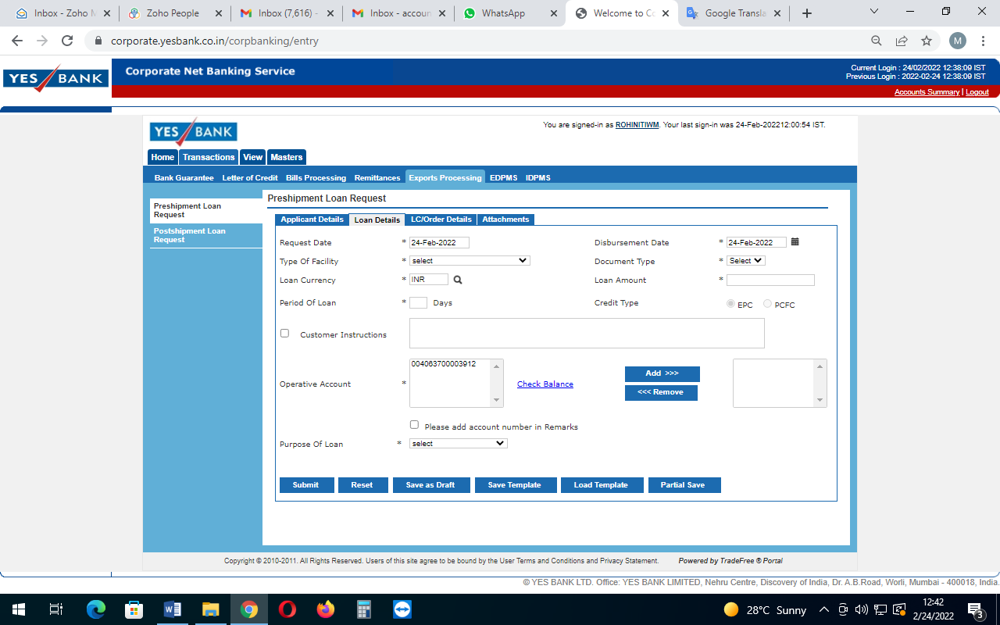 Inbox - Zoho M
Zoho People
Inbox (7,616) -
Inbox - accoun
WhatsApp
Welcome to Co
Google Transla
corporate.yesbank.co.in/corpbanking/entry
M
YES BANK
Corporate Net Banking Service
Current Login : 24/02/2022 12:38:09 IST
Previous Login : 2022-02-24 12:38:09 IST
Accounts Summary | Logout
YES BANK
You are signed-in as ROHINITIWM. Your last sign-in was 24-Feb-202212:00:54 IST.
Home Transactions View Masters
Bank Guarantee Letter of Credit Bills Processing Remittances Exports Processing EDPMS IDPMS
Preshipment Loan
Request
Postshipment Loan
Request
Preshipment Loan Request
Applicant Details Loan Details LC/Order Details Attachments
Request Date * 24-Feb-2022 Disbursement Date * 24-Feb-2022
Type Of Facility * select Document Type * Select
Loan Currency * INR Loan Amount *
Period Of Loan * Days Credit Type EPC PCFC
Customer Instructions
004063700003912
Operative Account * Check Balance
Add >>>
<<< Remove
Please add account number in Remarks
Purpose Of Loan * select
Submit Reset Save as Draft Save Template Load Template Partial Save
Copyright © 2010-2011. All Rights Reserved. Users of this site agree to be bound by the User Terms and Conditions and Privacy Statement. Powered by TradeFree ® Portal
© YES BANK LTD. Office: YES BANK LIMITED, Nehru Centre, Discovery of India, Dr. A.B.Road, Worli, Mumbai - 400018, India.
28°C Sunny
12:42
2/24/2022
3